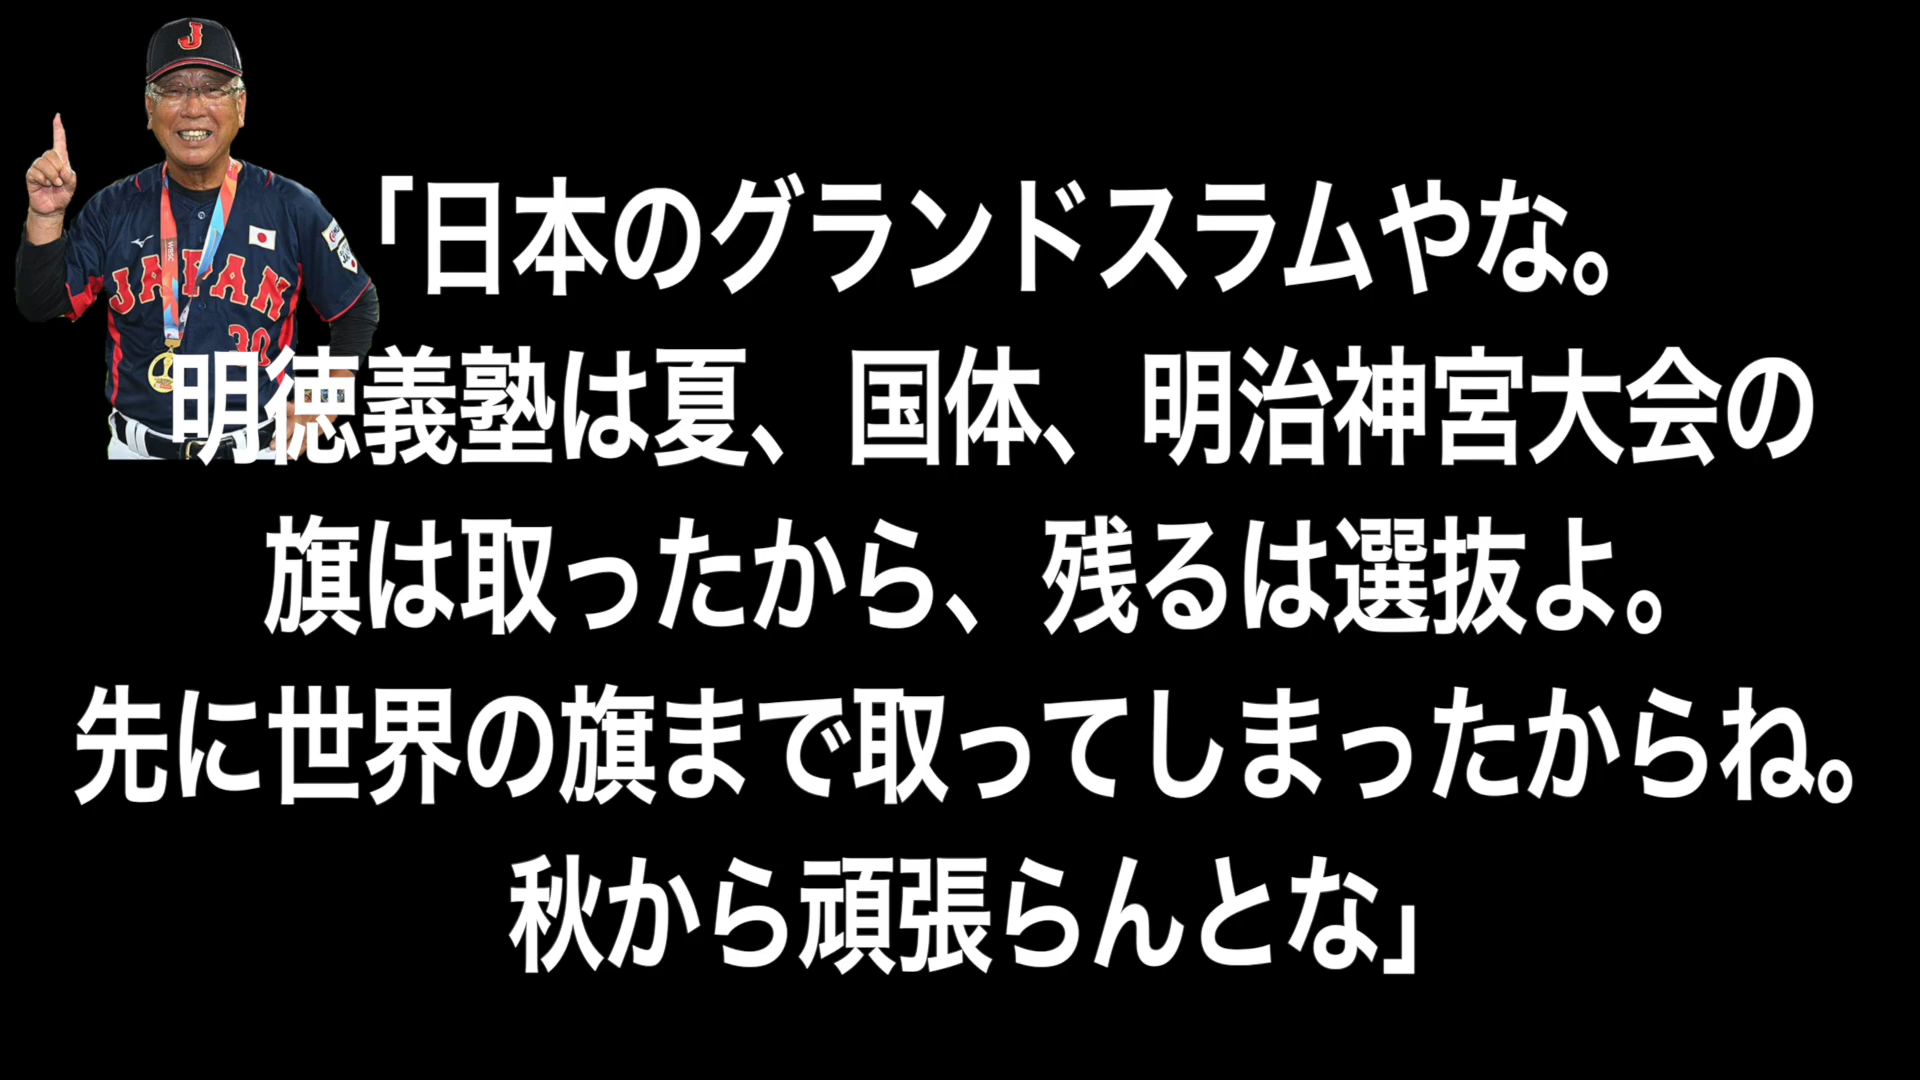 J
JAPAN
30
「日本のグランドスラムやな。
明徳義塾は夏、国体、明治神宮大会の
旗は取ったから、残るは選抜よ。
先に世界の旗まで取ってしまったからね。
秋から頑張らんとな」